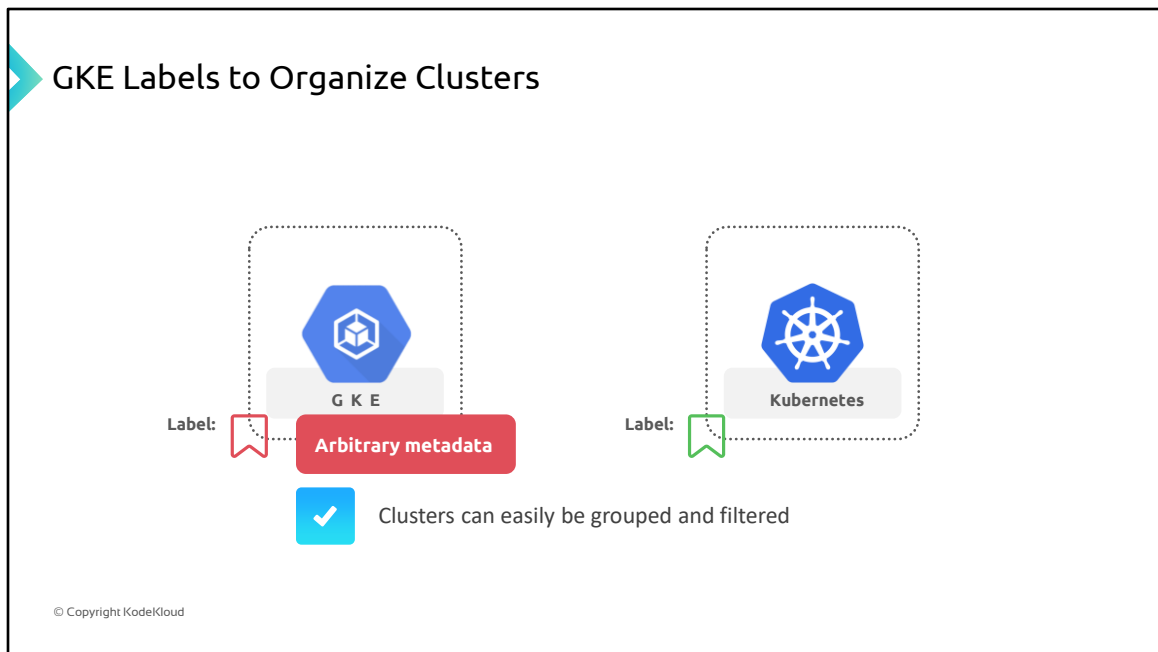 GKE Labels to Organize Clusters
G K E
Kubernetes
Label:
Label:
Arbitrary metadata
Clusters can easily be grouped and filtered
© Copyright KodeKloud